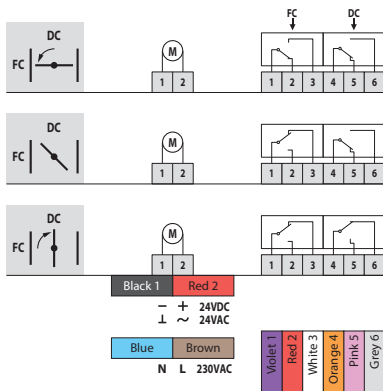 FC DC
DC
FC
M
1 2
1 2 3 4 5 6
DC
FC
M
1 2
1 2 3 4 5 6
DC
FC
M
1 2
1 2 3 4 5 6
Black 1 Red 2
− + 24VDC
⊥ ~ 24VAC
Blue Brown
N L 230VAC
Violet 1
Red 2
White 3
Orange 4
Pink 5
Grey 6